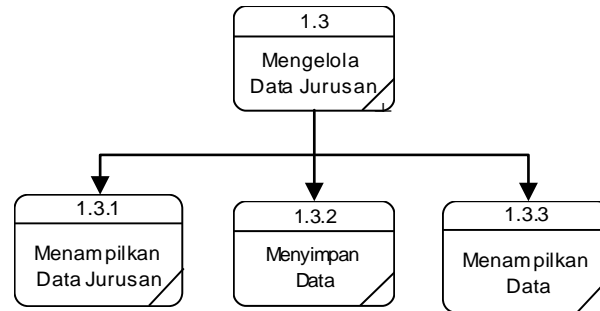 1.3
Mengelola
Data Jurusan
1.3.1
Menampilkan
Data Jurusan
1.3.2
Menyimpan
Data
1.3.3
Menampilkan
Data